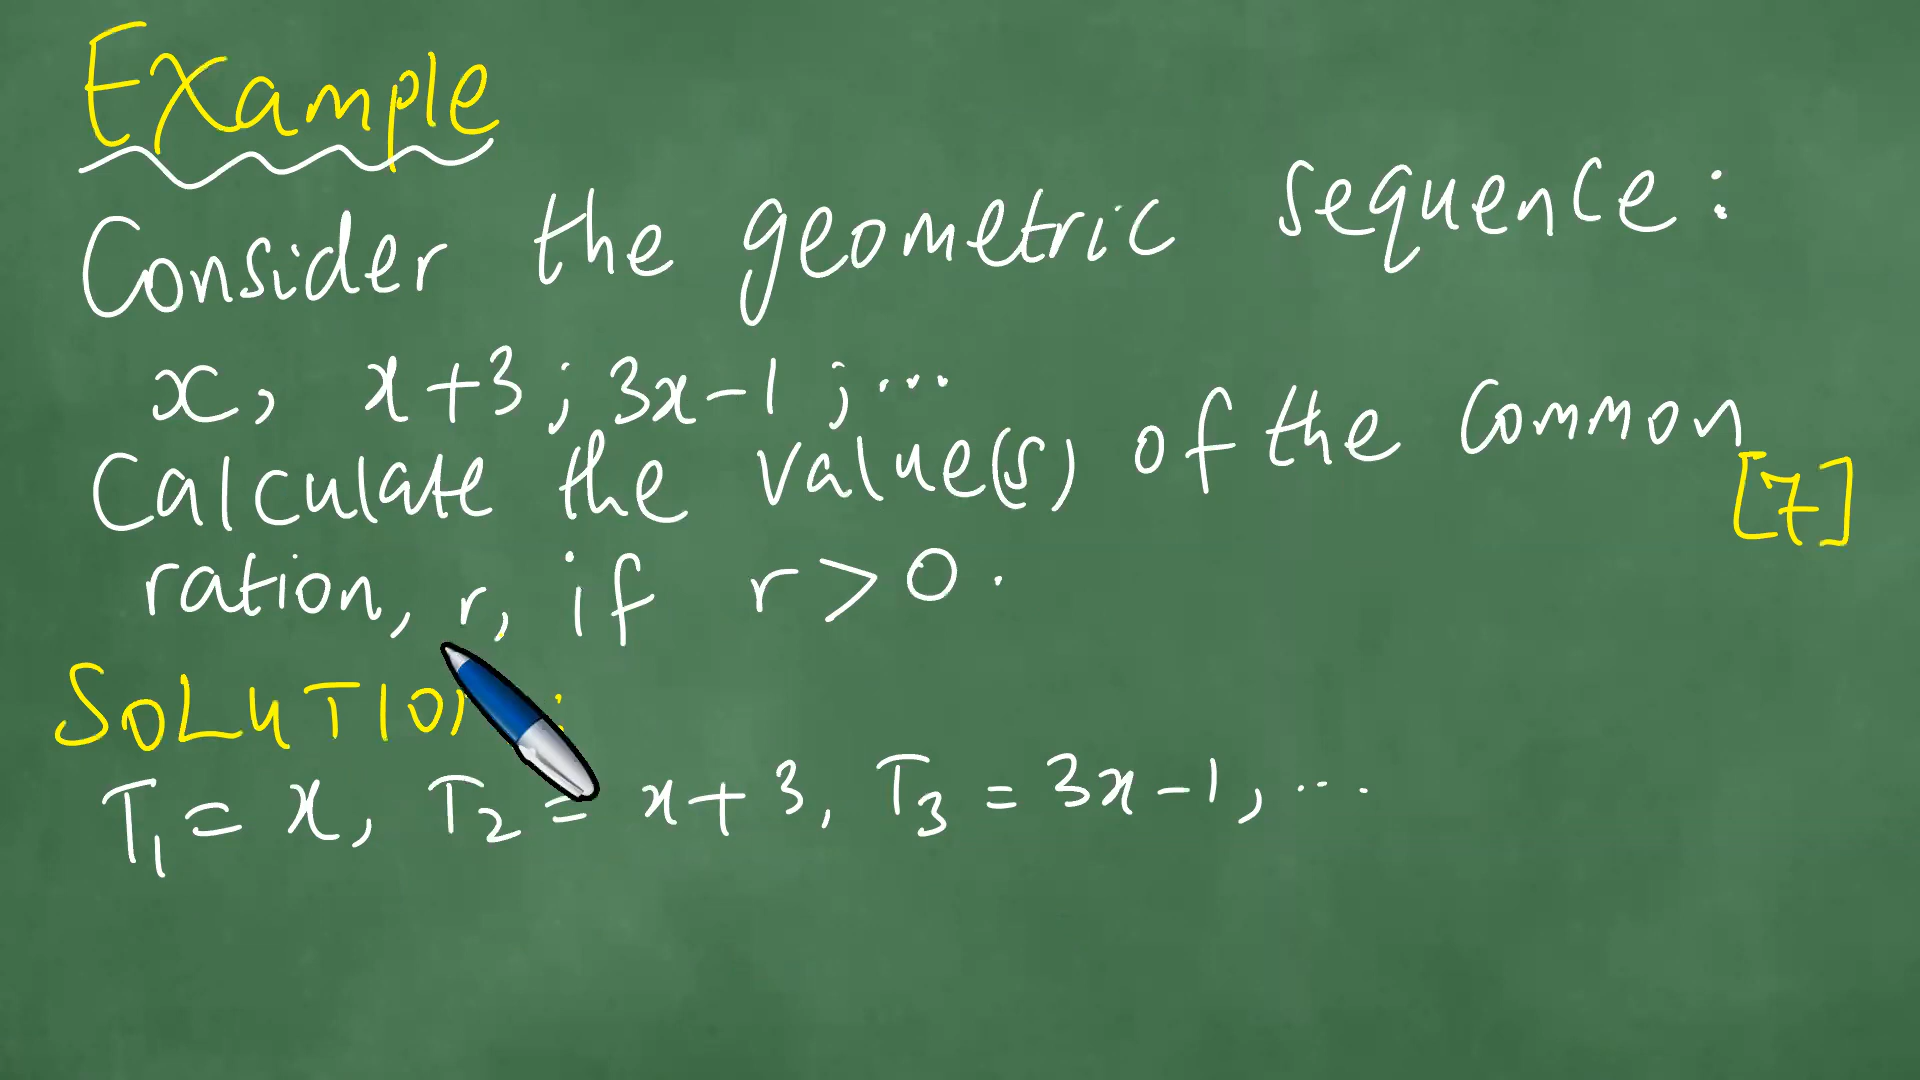 Example
Consider the geometric sequence:
x, x+3; 3x-1; ...
Calculate the value(s) of the common
[7]
ration, r, if r > 0.
SOLUTION:
T₁ = x, T₂ = x+3, T₃ = 3x-1, ...